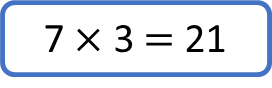 7 × 3 = 21